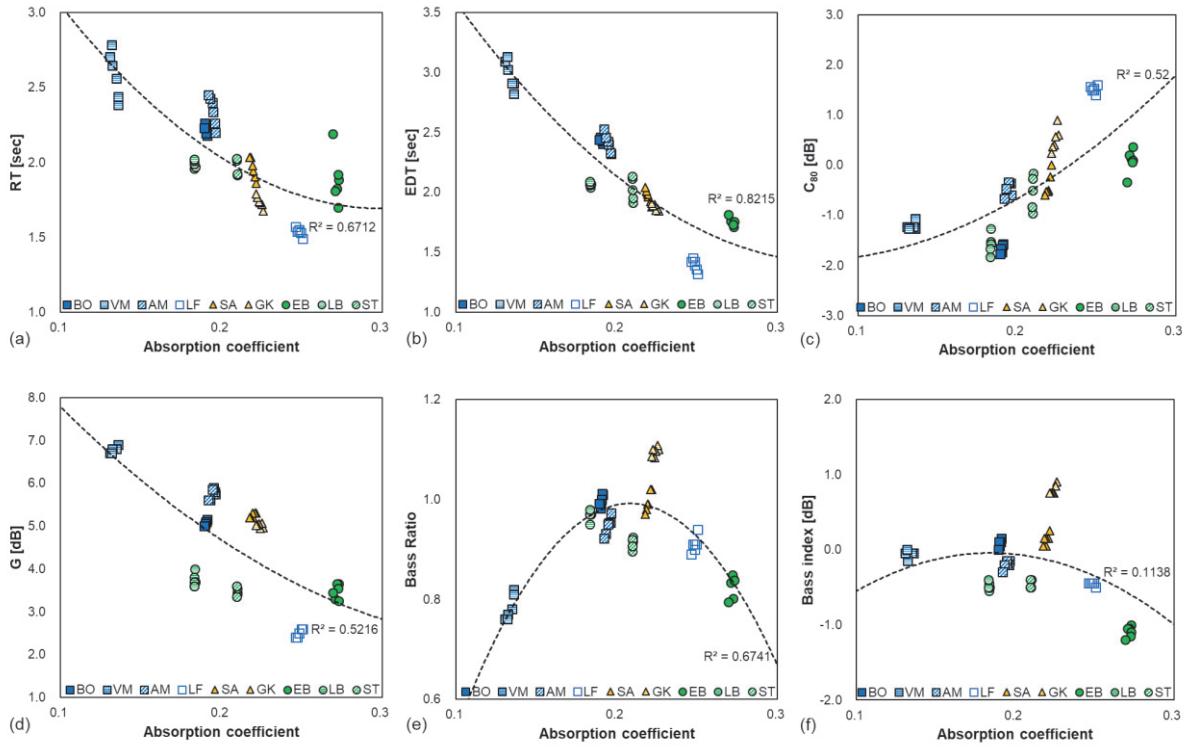 3.0
2.5
2.0
1.5
1.0
RT [sec]
R² = 0.6712
BO VM AM LF SA GK EB LB ST
0.1 0.2 0.3
(a) Absorption coefficient
3.5
3.0
2.5
2.0
1.5
1.0
EDT [sec]
R² = 0.8215
BO VM AM LF SA GK EB LB ST
0.1 0.2 0.3
(b) Absorption coefficient
3.0
2.0
1.0
0.0
-1.0
-2.0
-3.0
C80 [dB]
R² = 0.52
BO VM AM LF SA GK EB LB ST
0.1 0.2 0.3
(c) Absorption coefficient
8.0
7.0
6.0
5.0
4.0
3.0
2.0
1.0
G [dB]
R² = 0.5216
BO VM AM LF SA GK EB LB ST
0.1 0.2 0.3
(d) Absorption coefficient
1.2
1.0
0.8
0.6
Bass Ratio
R² = 0.6741
BO VM AM LF SA GK EB LB ST
0.1 0.2 0.3
(e) Absorption coefficient
2.0
1.0
0.0
-1.0
-2.0
Bass index [dB]
R² = 0.1138
BO VM AM LF SA GK EB LB ST
0.1 0.2 0.3
(f) Absorption coefficient